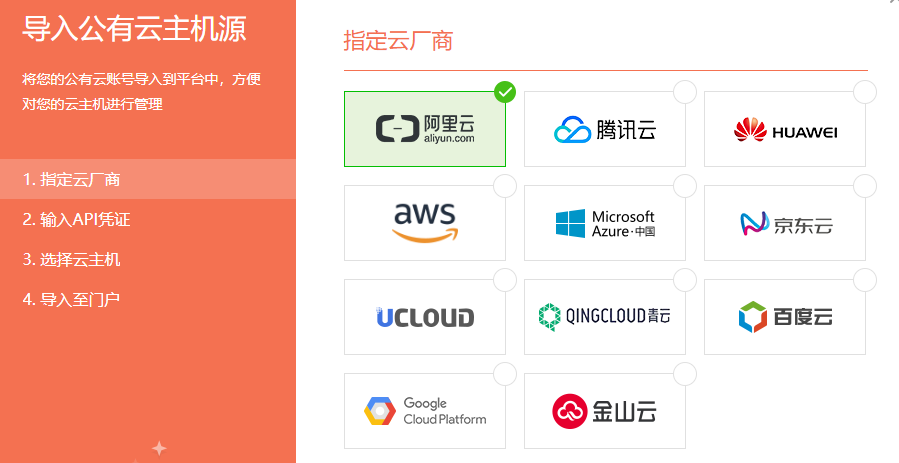 导入公有云主机源
将您的公有云账号导入到平台中，方便
对您的云主机进行管理
1. 指定云厂商
2. 输入API凭证
3. 选择云主机
4. 导入至门户
指定云厂商
阿里云
aliyun.com
腾讯云
HUAWEI
aws
Microsoft
Azure·中国
京东云
UCLOUD
QINGCLOUD青云
百度云
Google
Cloud Platform
金山云